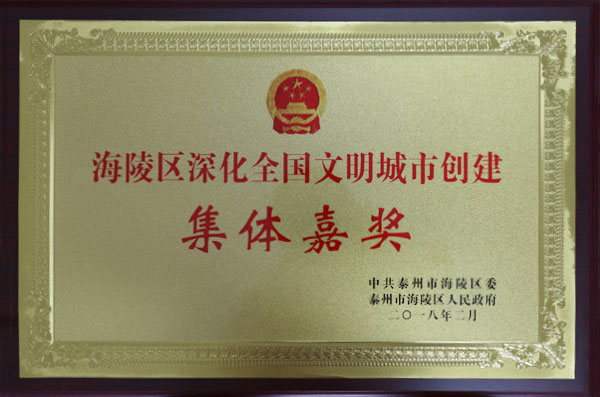 海陵区深化全国文明城市创建
集体嘉奖
中共泰州市海陵区委
泰州市海陵区人民政府
二〇一八年二月